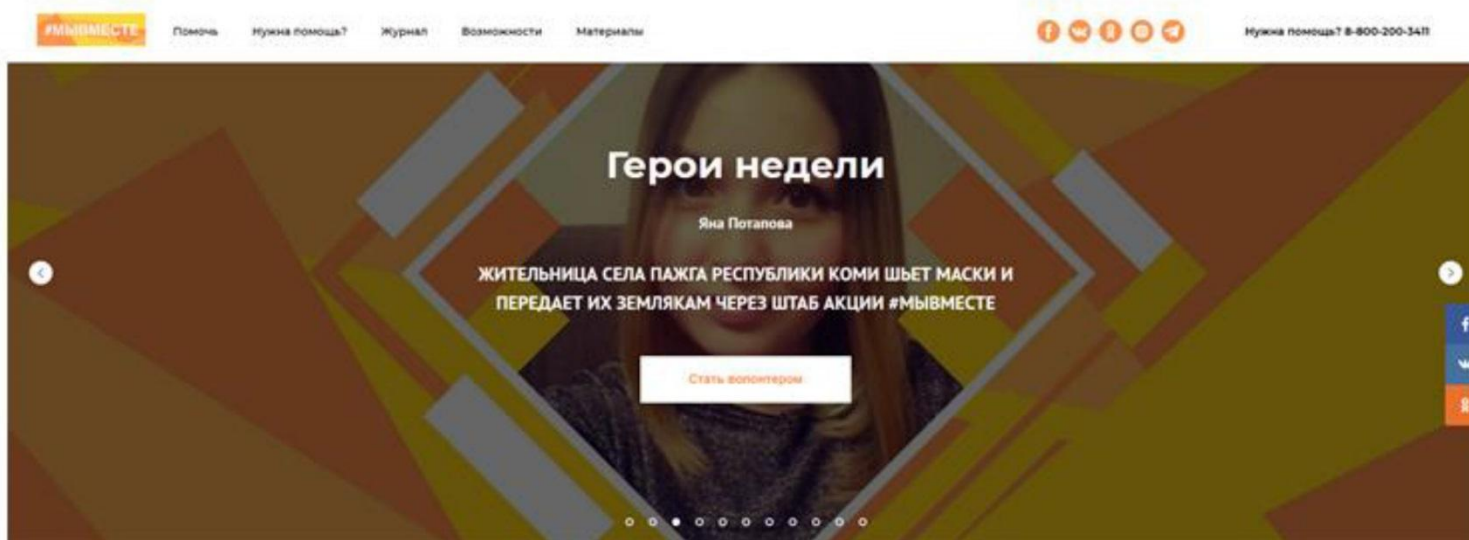 #МЫВМЕСТЕ
Помочь
Нужна помощь?
Журнал
Возможности
Материалы
Нужна помощь? 8-800-200-3411
Герои недели
Яна Потапова
ЖИТЕЛЬНИЦА СЕЛА ПАЖГА РЕСПУБЛИКИ КОМИ ШЬЕТ МАСКИ И
ПЕРЕДАЕТ ИХ ЗЕМЛЯКАМ ЧЕРЕЗ ШТАБ АКЦИИ #МЫВМЕСТЕ
Стать волонтером